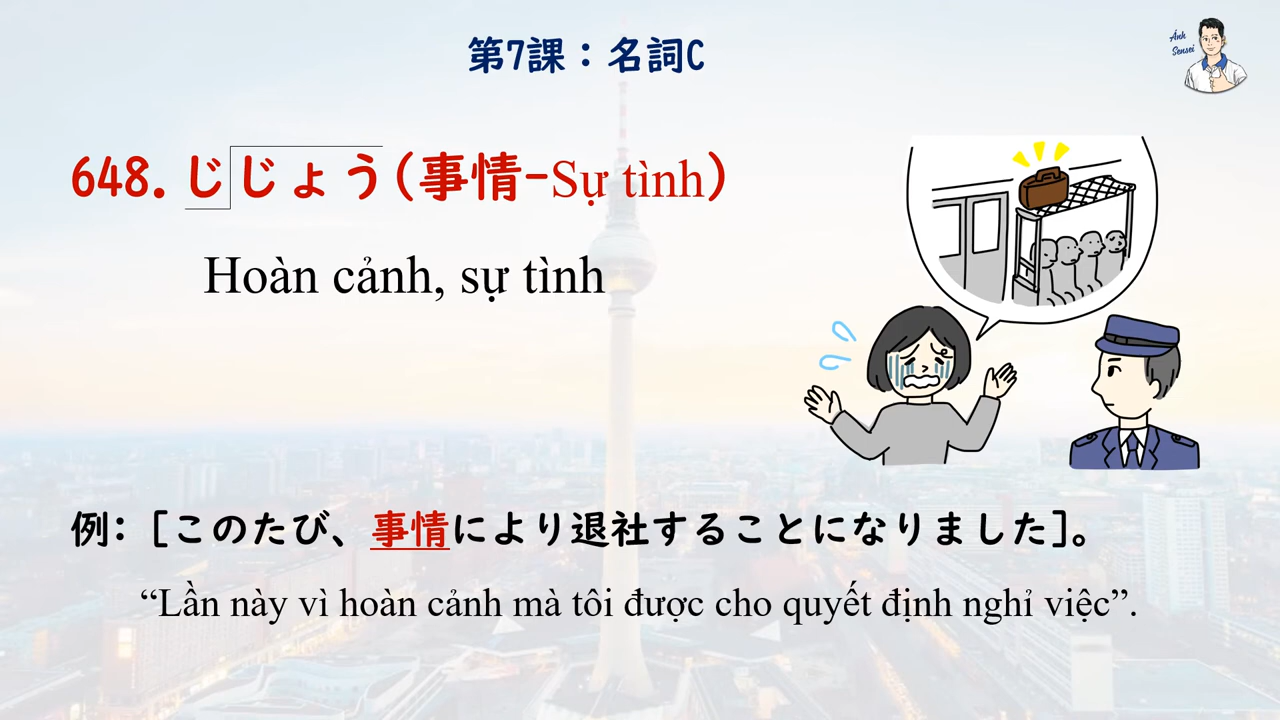 第7課：名詞C
Anh
Sensei
648. じじょう(事情-Sự tình)
Hoàn cảnh, sự tình
例: [このたび、事情により退社することになりました]。
“Lần này vì hoàn cảnh mà tôi được cho quyết định nghỉ việc”.